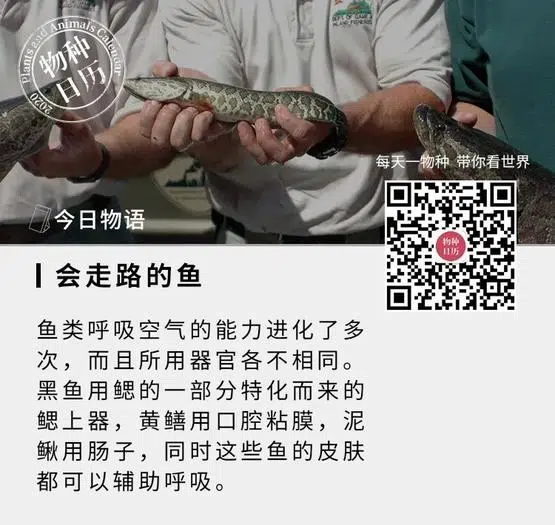 Plants and Animals Calendar
物种
日历
2020
DEPT. OF GAME &
INLAND FISHERIES
每天一物种 带你看世界
今日物语
物种
日历
会走路的鱼
鱼类呼吸空气的能力进化了多
次，而且所用器官各不相同。
黑鱼用鳃的一部分特化而来的
鳃上器，黄鳝用口腔粘膜，泥
鳅用肠子，同时这些鱼的皮肤
都可以辅助呼吸。